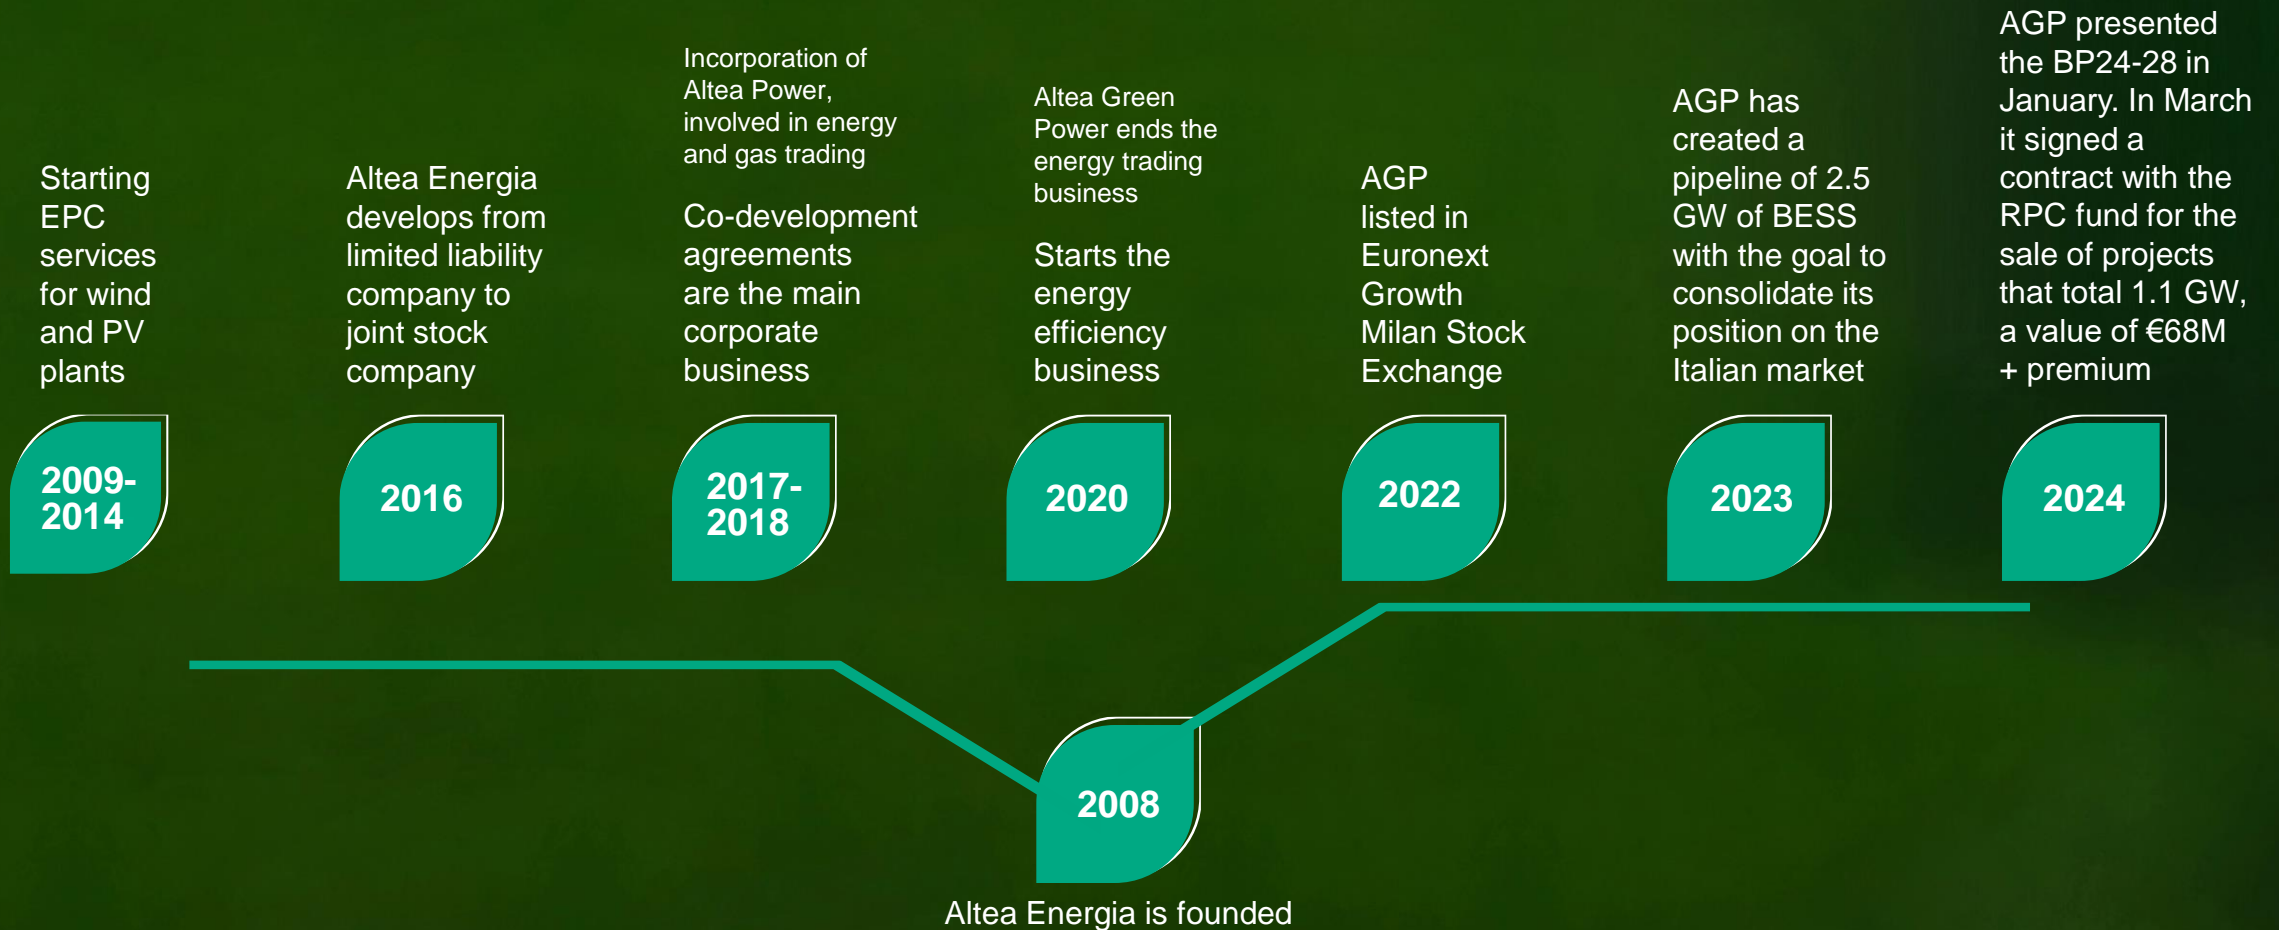 Starting
EPC
services
for wind
and PV
plants
2009-
2014
Altea Energia
develops from
limited liability
company to
joint stock
company
2016
Incorporation of
Altea Power,
involved in energy
and gas trading
Co-development
agreements
are the main
corporate
business
2017-
2018
Altea Green
Power ends the
energy trading
business
Starts the
energy
efficiency
business
2020
AGP
listed in
Euronext
Growth
Milan Stock
Exchange
2022
AGP has
created a
pipeline of 2.5
GW of BESS
with the goal to
consolidate its
position on the
Italian market
2023
AGP presented
the BP24-28 in
January. In March
it signed a
contract with the
RPC fund for the
sale of projects
that total 1.1 GW,
a value of €68M
+ premium
2024
2008
Altea Energia is founded